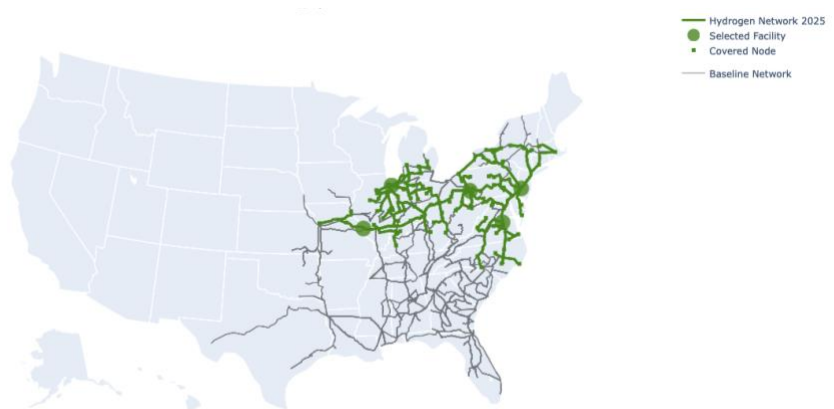 Hydrogen Network 2025
Selected Facility
Covered Node
Baseline Network